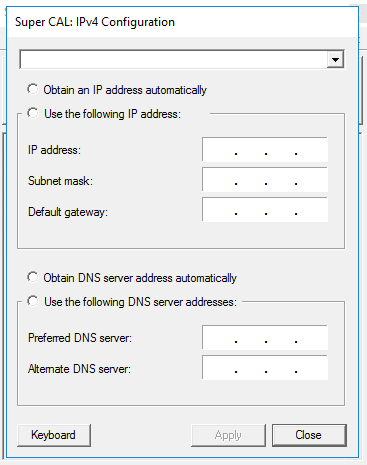 Super CAL: IPv4 Configuration
Obtain an IP address automatically
Use the following IP address:
IP address:
. . .
Subnet mask:
. . .
Default gateway:
. . .
Obtain DNS server address automatically
Use the following DNS server addresses:
Preferred DNS server:
. . .
Alternate DNS server:
. . .
Keyboard Apply Close